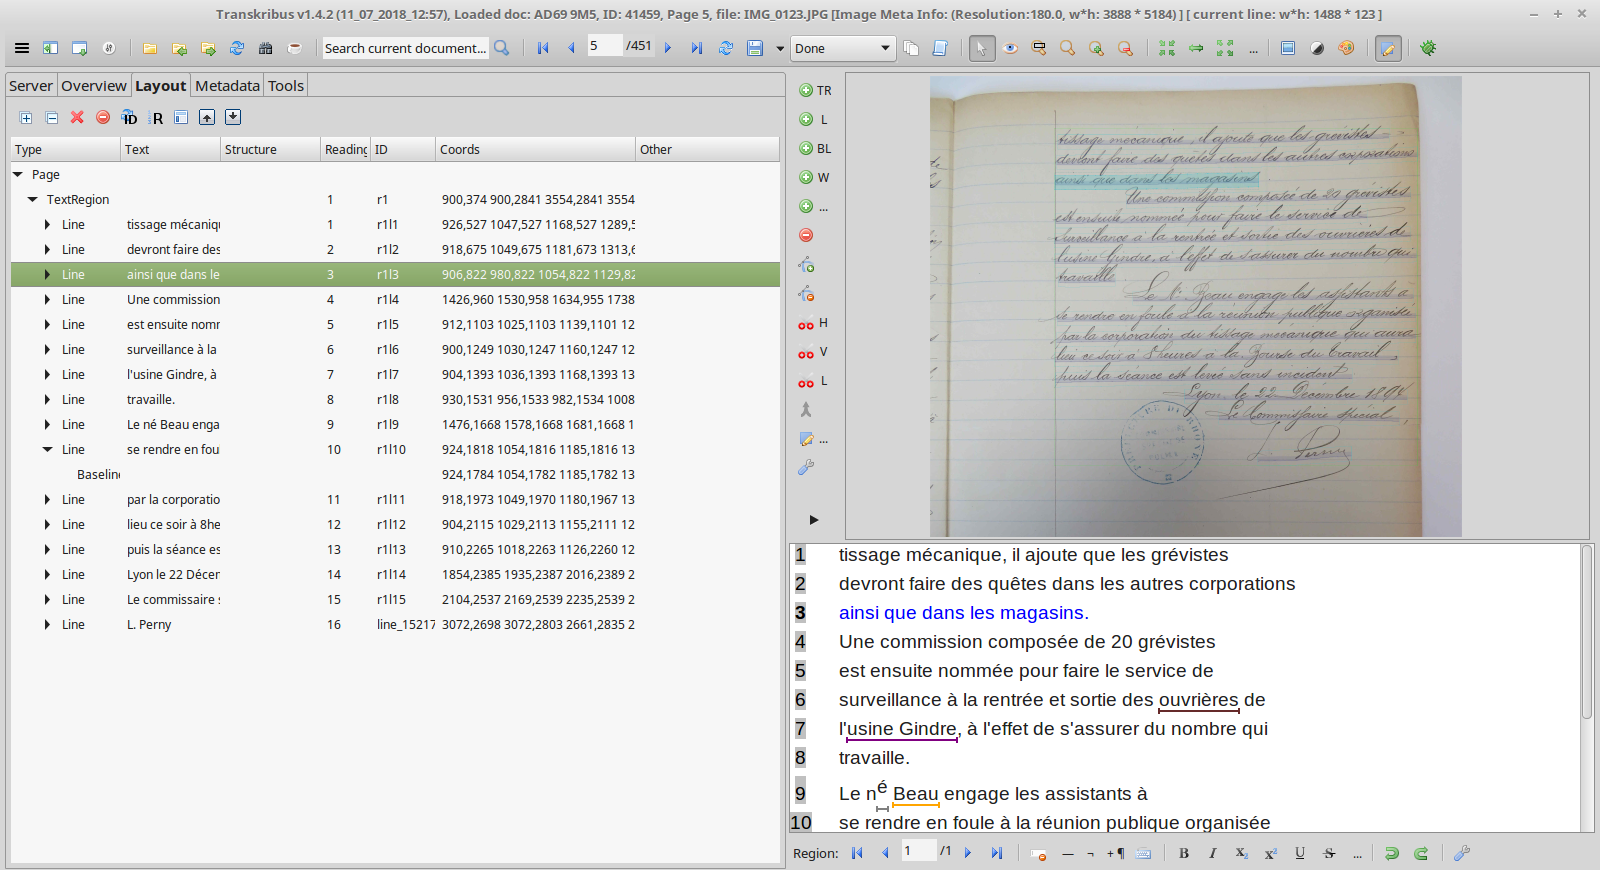 Transkribus v1.4.2 (11_07_2018_12:57), Loaded doc: AD69 9M5, ID: 41459, Page 5, file: IMG_0123.JPG [Image Meta Info: (Resolution:180.0, w*h: 3888 * 5184) ] [ current line: w*h: 1488 * 123 ]
Search current document... 5 /451 Done ...
Server Overview Layout Metadata Tools
ID R
Type Text Structure Reading ID Coords Other
Page
TextRegion 1 r1 900,374 900,2841 3554,2841 3554
Line tissage mécaniqu 1 r1l1 926,527 1047,527 1168,527 1289,5
Line devront faire des 2 r1l2 918,675 1049,675 1181,673 1313,6
Line ainsi que dans le 3 r1l3 906,822 980,822 1054,822 1129,82
Line Une commission 4 r1l4 1426,960 1530,958 1634,955 1738
Line est ensuite nomr 5 r1l5 912,1103 1025,1103 1139,1101 12
Line surveillance à la 6 r1l6 900,1249 1030,1247 1160,1247 12
Line l'usine Gindre, à 7 r1l7 904,1393 1036,1393 1168,1393 13
Line travaille. 8 r1l8 930,1531 956,1533 982,1534 1008
Line Le né Beau enga 9 r1l9 1476,1668 1578,1668 1681,1668 1
Line se rendre en fou 10 r1l10 924,1818 1054,1816 1185,1816 13
Baseline 924,1784 1054,1782 1185,1782 13
Line par la corporatio 11 r1l11 918,1973 1049,1970 1180,1967 13
Line lieu ce soir à 8he 12 r1l12 904,2115 1029,2113 1155,2111 12
Line puis la séance es 13 r1l13 910,2265 1018,2263 1126,2260 12
Line Lyon le 22 Décer 14 r1l14 1854,2385 1935,2387 2016,2389 2
Line Le commissaire s 15 r1l15 2104,2537 2169,2539 2235,2539 2
Line L. Perny 16 line_15217 3072,2698 3072,2803 2661,2835 2
TR
L
BL
W
...
H
V
L
...
tissage mécanique, il ajoute que les grévistes
devront faire des quêtes dans les autres corporations
ainsi que dans les magasins.
Une commission composée de 20 grévistes
est ensuite nommée pour faire le service de
surveillance à la rentrée et sortie des ouvrières de
l'usine Gindre, à l'effet de s'assurer du nombre qui
travaille.
Le né Beau engage les assistants à
se rendre en foule à la réunion publique organisée
par la corporation du tissage mécanique qui aura
lieu ce soir à 8 heures à la Bourse du Travail,
puis la séance est levée sans incident.
Lyon le 22 Décembre
Le Commissaire Spécial,
L. Perny
1 tissage mécanique, il ajoute que les grévistes
2 devront faire des quêtes dans les autres corporations
3 ainsi que dans les magasins.
4 Une commission composée de 20 grévistes
5 est ensuite nommée pour faire le service de
6 surveillance à la rentrée et sortie des ouvrières de
7 l'usine Gindre, à l'effet de s'assurer du nombre qui
8 travaille.
9 Le né Beau engage les assistants à
10 se rendre en foule à la réunion publique organisée
Region: 1 /1 — ¬ +¶ B I X₂ X² U S ...